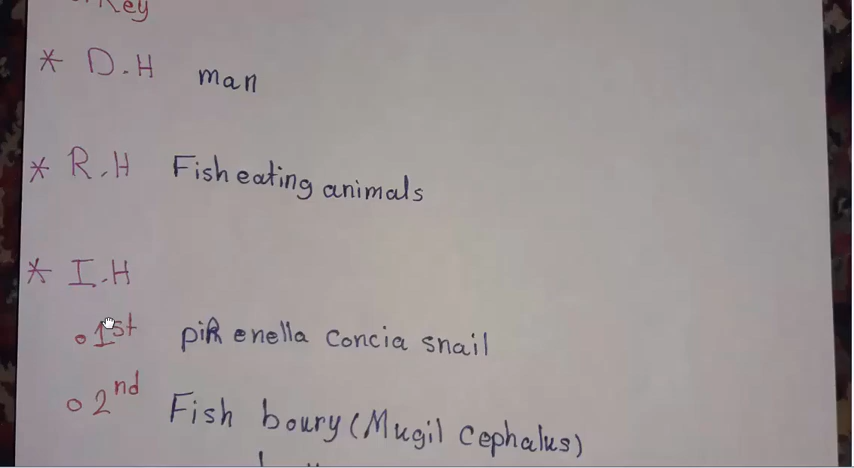 Key
* D.H man
* R.H Fish eating animals
* I.H
o 1st pirenella Concia snail
o 2nd Fish boury (Mugil Cephalus)